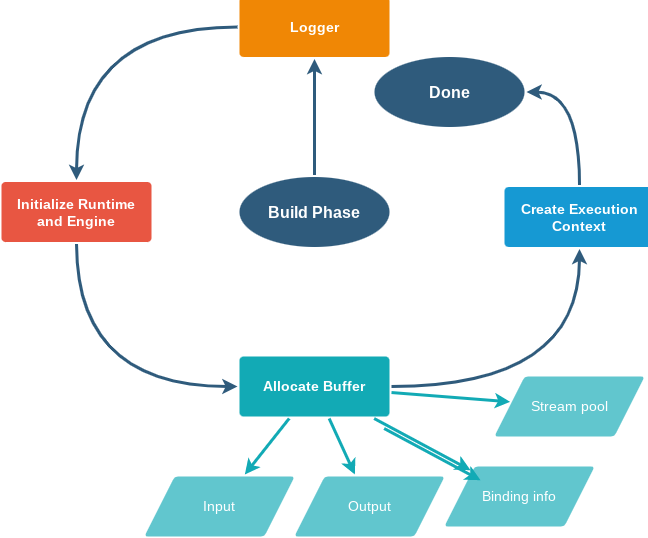 Logger
Done
Initialize Runtime
and Engine
Build Phase
Create Execution
Context
Allocate Buffer
Stream pool
Input
Output
Binding info